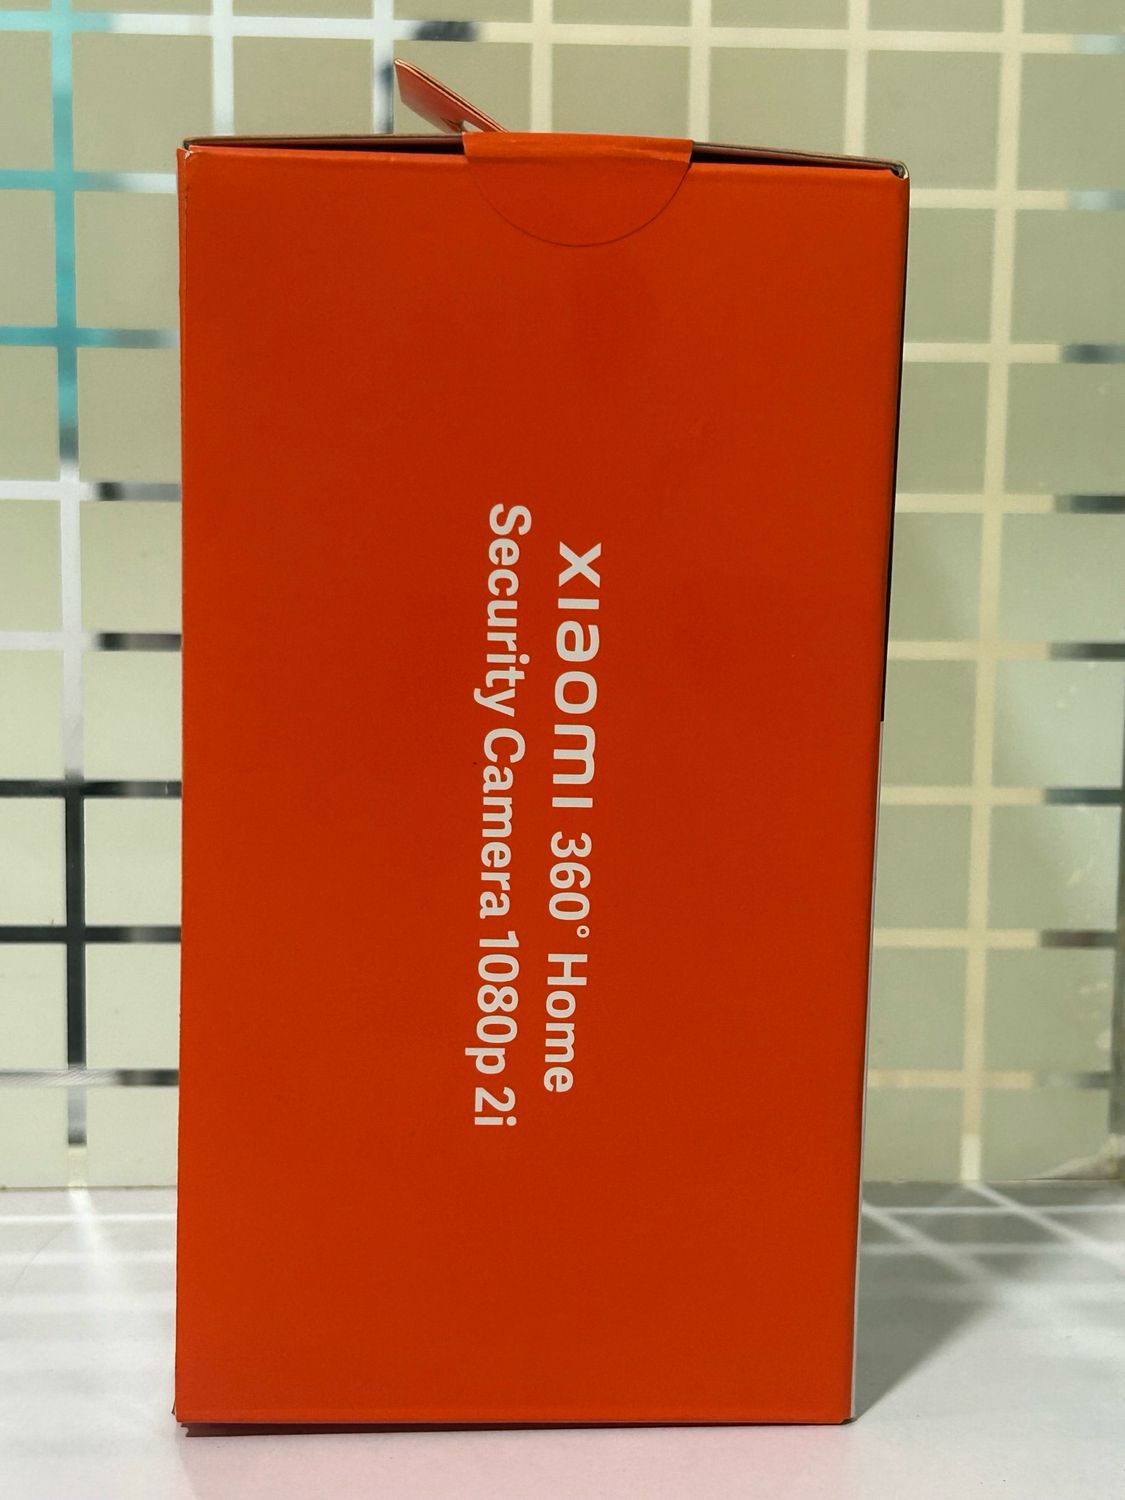 xiaomi 360° Home
Security Camera 1080p 2i